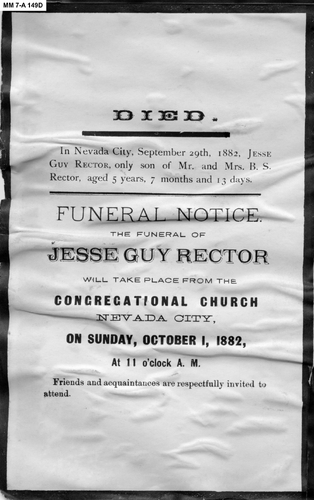 MM 7-A 149D
DIED.
In Nevada City, September 29th, 1882, JESSE
GUY RECTOR, only son of Mr. and Mrs. B. S.
Rector, aged 5 years, 7 months and 13 days.
FUNERAL NOTICE.
THE FUNERAL OF
JESSE GUY RECTOR
WILL TAKE PLACE FROM THE
CONGREGATIONAL CHURCH
NEVADA CITY,
ON SUNDAY, OCTOBER 1, 1882,
At 11 o'clock A. M.
Friends and acquaintances are respectfully invited to
attend.